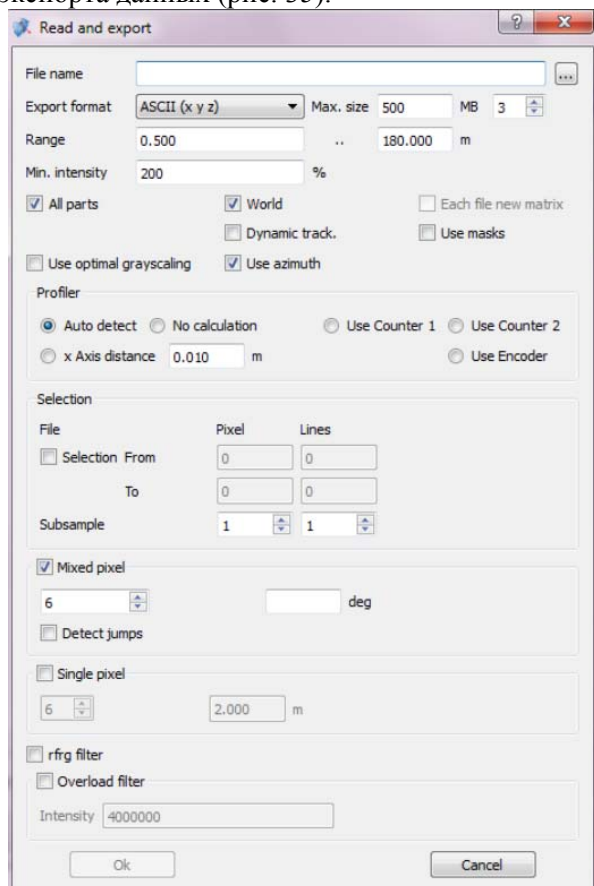 экспорта данных (рис. 35).
Read and export
File name
Export format ASCII (x y z) Max. size 500 MB 3
Range 0.500 .. 180.000 m
Min. intensity 200 %
All parts World Each file new matrix
Dynamic track. Use masks
Use optimal grayscaling Use azimuth
Profiler
Auto detect No calculation Use Counter 1 Use Counter 2
x Axis distance 0.010 m Use Encoder
Selection
File Pixel Lines
Selection From 0 0
To 0 0
Subsample 1 1
Mixed pixel
6 deg
Detect jumps
Single pixel
6 2.000 m
rfrg filter
Overload filter
Intensity 4000000
Ok Cancel